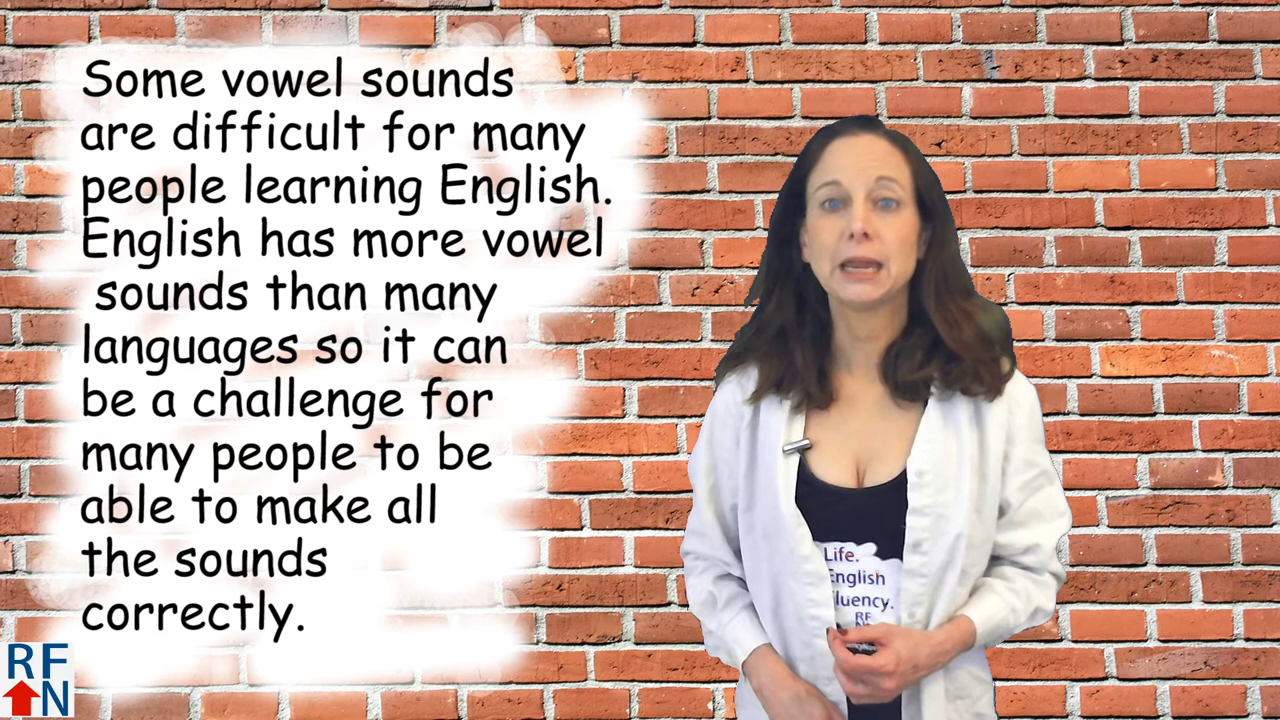 Some vowel sounds
are difficult for many
people learning English.
English has more vowel
sounds than many
languages so it can
be a challenge for
many people to be
able to make all
the sounds
correctly.
Life.
English
fluency.
RF
RF
N